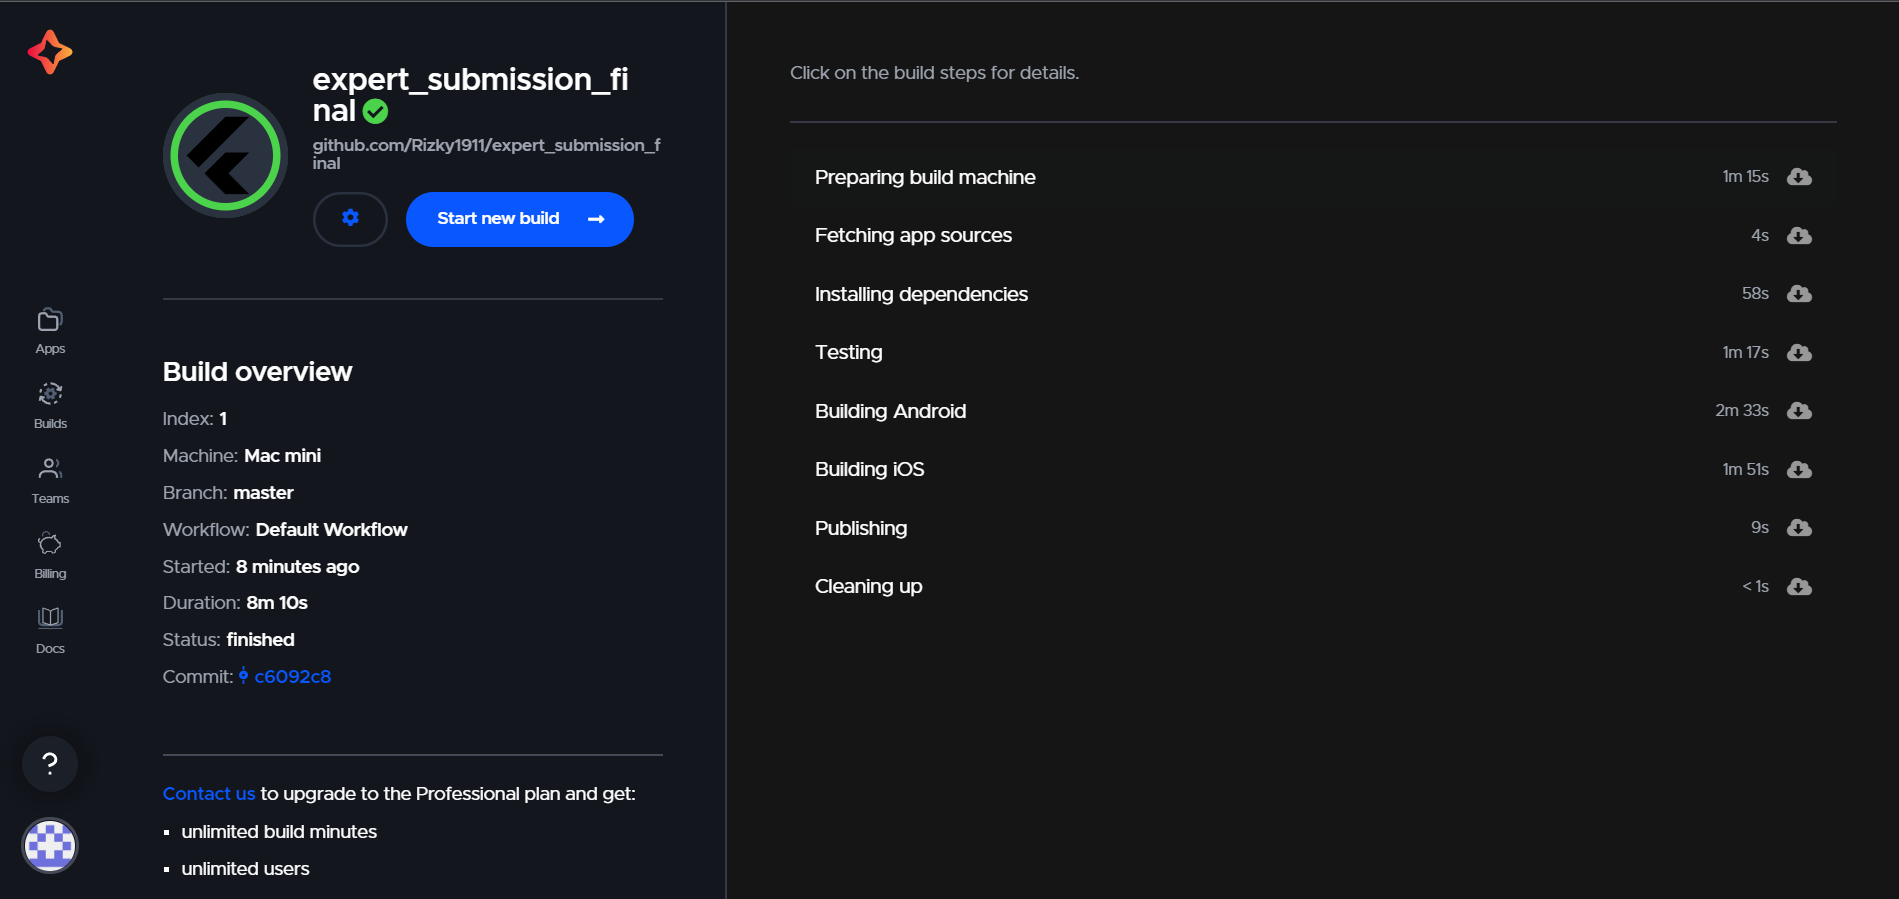 expert_submission_fi
nal
github.com/Rizky1911/expert_submission_f
inal
Start new build
Apps
Builds
Teams
Billing
Docs
?
Build overview
Index: 1
Machine: Mac mini
Branch: master
Workflow: Default Workflow
Started: 8 minutes ago
Duration: 8m 10s
Status: finished
Commit: c6092c8
Contact us to upgrade to the Professional plan and get:
unlimited build minutes
unlimited users
Click on the build steps for details.
Preparing build machine 1m 15s
Fetching app sources 4s
Installing dependencies 58s
Testing 1m 17s
Building Android 2m 33s
Building iOS 1m 51s
Publishing 9s
Cleaning up < 1s